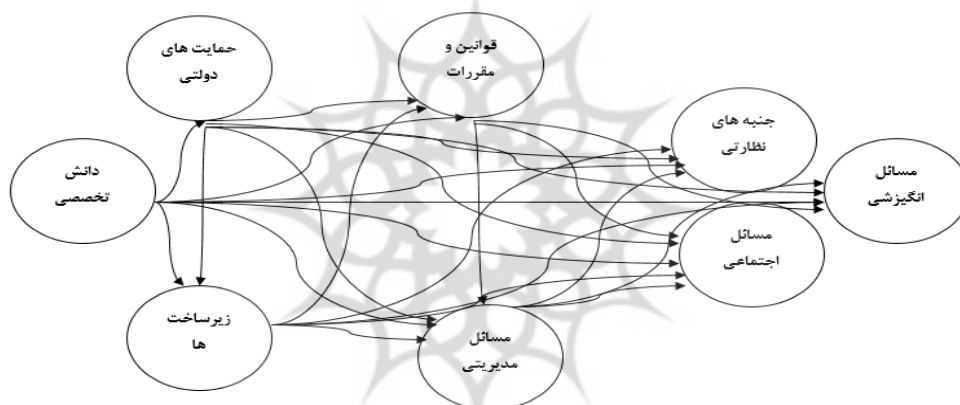 حمایت های
دولتی
قوانین و
مقررات
جنبه های
نظارتی
دانش
تخصصی
مسائل
انگیزشی
مسائل
اجتماعی
زیرساخت
ها
مسائل
مدیریتی